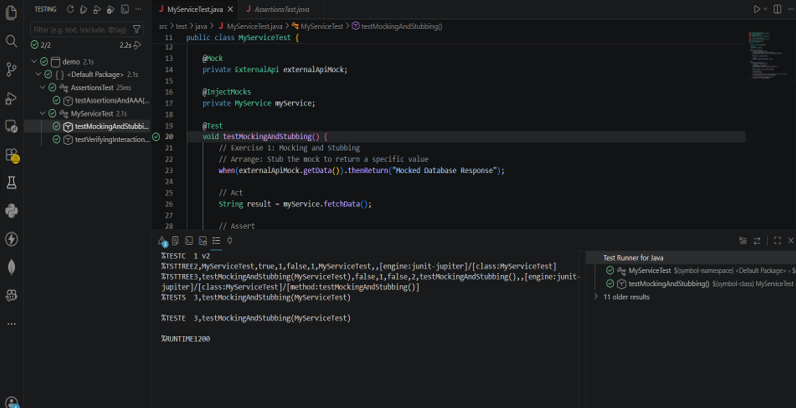 TESTING
MyServiceTest.java
AssertionsTest.java
Filter (e.g. text, !exclude, @tag)
src > test > java > MyServiceTest.java > MyServiceTest > testMockingAndStubbing()
2/2
2.2s
demo 2.1s
<Default Package> 2.1s
AssertionsTest 25ms
testAssertionsAndAAA(...
MyServiceTest 2.1s
testMockingAndStubbi...
testVerifyingInteraction...
11 public class MyServiceTest {
12
13 @Mock
14 private ExternalApi externalApiMock;
15
16 @InjectMocks
17 private MyService myService;
18
19 @Test
20 void testMockingAndStubbing() {
21 // Exercise 1: Mocking and Stubbing
22 // Arrange: Stub the mock to return a specific value
23 when(externalApiMock.getData()).thenReturn("Mocked Database Response");
24
25 // Act
26 String result = myService.fetchData();
27
28 // Assert
%TESTC 1 v2
%TSTTREE2,MyServiceTest,true,1,false,1,MyServiceTest,,[engine:junit-jupiter]/[class:MyServiceTest]
%TSTTREE3,testMockingAndStubbing(MyServiceTest),false,1,false,2,testMockingAndStubbing(),,[engine:junit-
jupiter]/[class:MyServiceTest]/[method:testMockingAndStubbing()]
%TESTS 3,testMockingAndStubbing(MyServiceTest)
%TESTE 3,testMockingAndStubbing(MyServiceTest)
%RUNTIME1200
Test Runner for Java
MyServiceTest $(symbol-namespace) <Default Package> < $
testMockingAndStubbing() $(symbol-class) MyServiceTest
11 older results